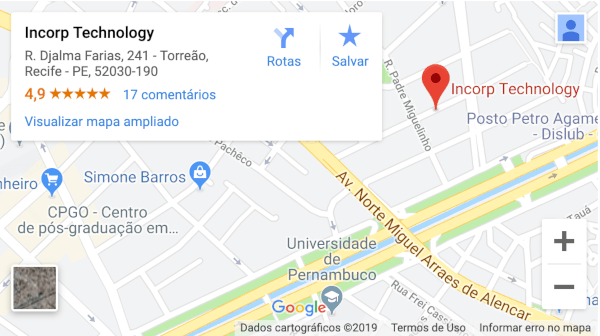 Incorp Technology
R. Djalma Farias, 241 - Torreão,
Recife - PE, 52030-190
4,9
17 comentários
Visualizar mapa ampliado
Rotas
Salvar
R. Padre Miguelinho
Incorp Technology
Posto Petro Agame
- Dislub -
Pachêco
Simone Barros
nheiro
CPGO - Centro
de pós-graduação em...
Av. Norte Miguel Arraes de Alencar
Tauá
Universidade
de
Pernambuco
Rua Frei Cass
Google
Dados cartográficos ©2019
Termos de Uso
Informar erro no mapa